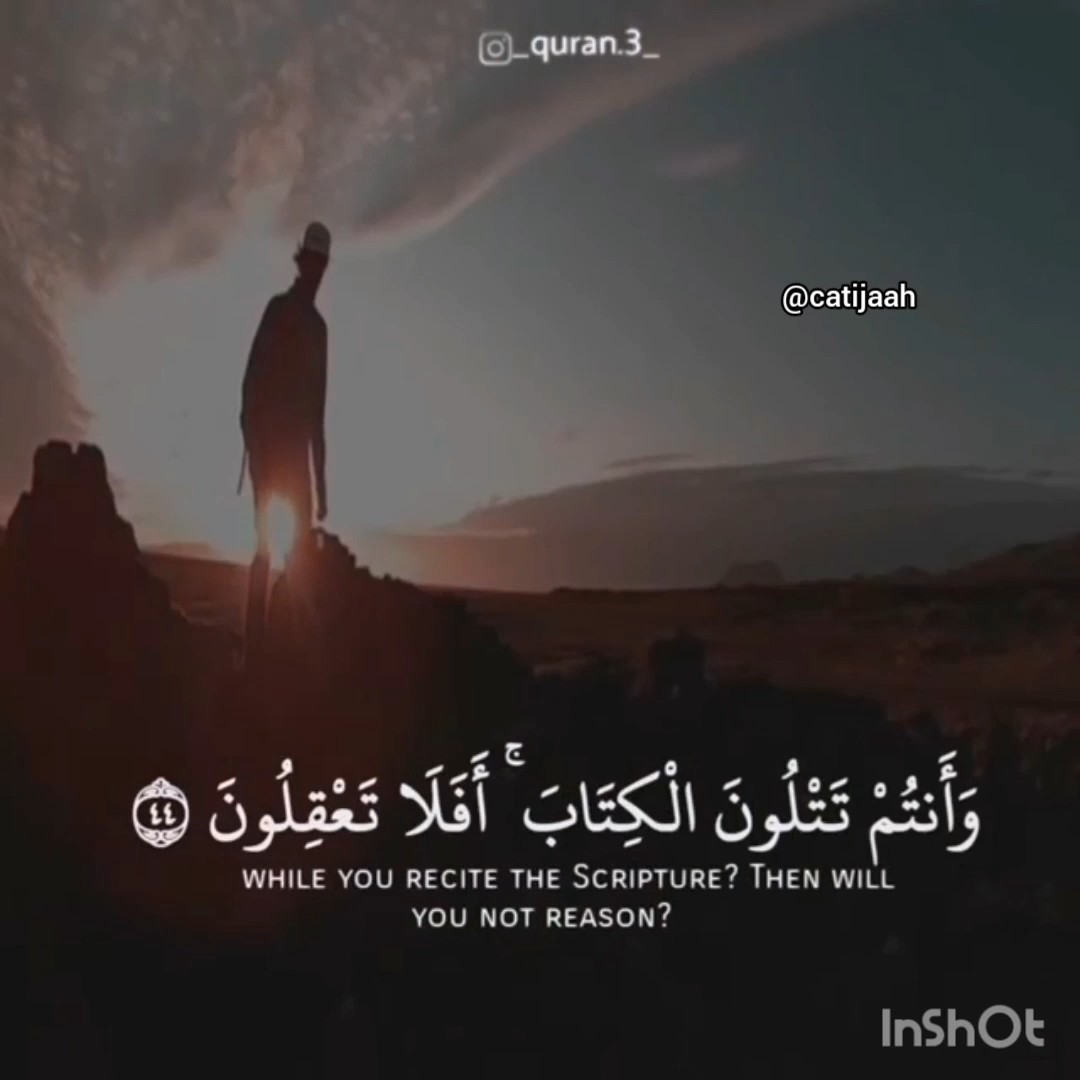 _quran.3_
@catijaah
وَأَنتُمْ تَتْلُونَ الْكِتَابَ ۚ أَفَلَا تَعْقِلُونَ ٤٤
WHILE YOU RECITE THE SCRIPTURE? THEN WILL
YOU NOT REASON?
InShOt